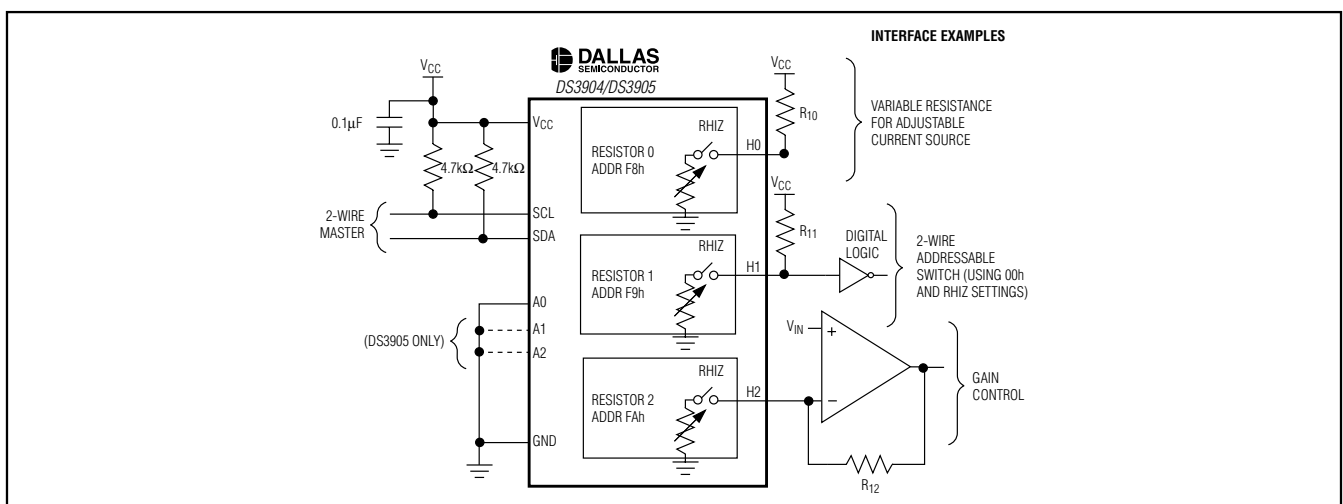 INTERFACE EXAMPLES
DALLAS
SEMICONDUCTOR
DS3904/DS3905
VCC
0.1µF
4.7kΩ
4.7kΩ
2-WIRE
MASTER
VCC
SCL
SDA
A0
A1
A2
(DS3905 ONLY)
GND
RESISTOR 0
ADDR F8h
RHIZ
H0
VCC
R10
VARIABLE RESISTANCE
FOR ADJUSTABLE
CURRENT SOURCE
RESISTOR 1
ADDR F9h
RHIZ
H1
VCC
R11
DIGITAL
LOGIC
2-WIRE
ADDRESSABLE
SWITCH (USING 00h
AND RHIZ SETTINGS)
RESISTOR 2
ADDR FAh
RHIZ
H2
VIN
+
−
R12
GAIN
CONTROL